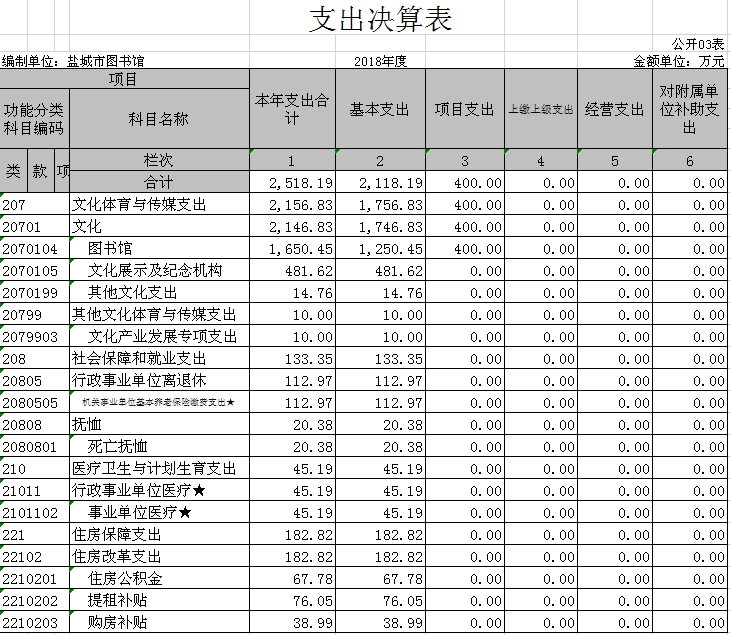 支出决算表
公开03表
编制单位：盐城市图书馆 2018年度 金额单位：万元
项目 本年支出合计 基本支出 项目支出 上缴上级支出 经营支出 对附属单位补助支出
功能分类科目编码 科目名称
类 款 项 栏次 1 2 3 4 5 6
合计 2,518.19 2,118.19 400.00 0.00 0.00 0.00
207 文化体育与传媒支出 2,156.83 1,756.83 400.00 0.00 0.00 0.00
20701 文化 2,146.83 1,746.83 400.00 0.00 0.00 0.00
2070104 图书馆 1,650.45 1,250.45 400.00 0.00 0.00 0.00
2070105 文化展示及纪念机构 481.62 481.62 0.00 0.00 0.00 0.00
2070199 其他文化支出 14.76 14.76 0.00 0.00 0.00 0.00
20799 其他文化体育与传媒支出 10.00 10.00 0.00 0.00 0.00 0.00
2079903 文化产业发展专项支出 10.00 10.00 0.00 0.00 0.00 0.00
208 社会保障和就业支出 133.35 133.35 0.00 0.00 0.00 0.00
20805 行政事业单位离退休 112.97 112.97 0.00 0.00 0.00 0.00
2080505 机关事业单位基本养老保险缴费支出★ 112.97 112.97 0.00 0.00 0.00 0.00
20808 抚恤 20.38 20.38 0.00 0.00 0.00 0.00
2080801 死亡抚恤 20.38 20.38 0.00 0.00 0.00 0.00
210 医疗卫生与计划生育支出 45.19 45.19 0.00 0.00 0.00 0.00
21011 行政事业单位医疗★ 45.19 45.19 0.00 0.00 0.00 0.00
2101102 事业单位医疗★ 45.19 45.19 0.00 0.00 0.00 0.00
221 住房保障支出 182.82 182.82 0.00 0.00 0.00 0.00
22102 住房改革支出 182.82 182.82 0.00 0.00 0.00 0.00
2210201 住房公积金 67.78 67.78 0.00 0.00 0.00 0.00
2210202 提租补贴 76.05 76.05 0.00 0.00 0.00 0.00
2210203 购房补贴 38.99 38.99 0.00 0.00 0.00 0.00